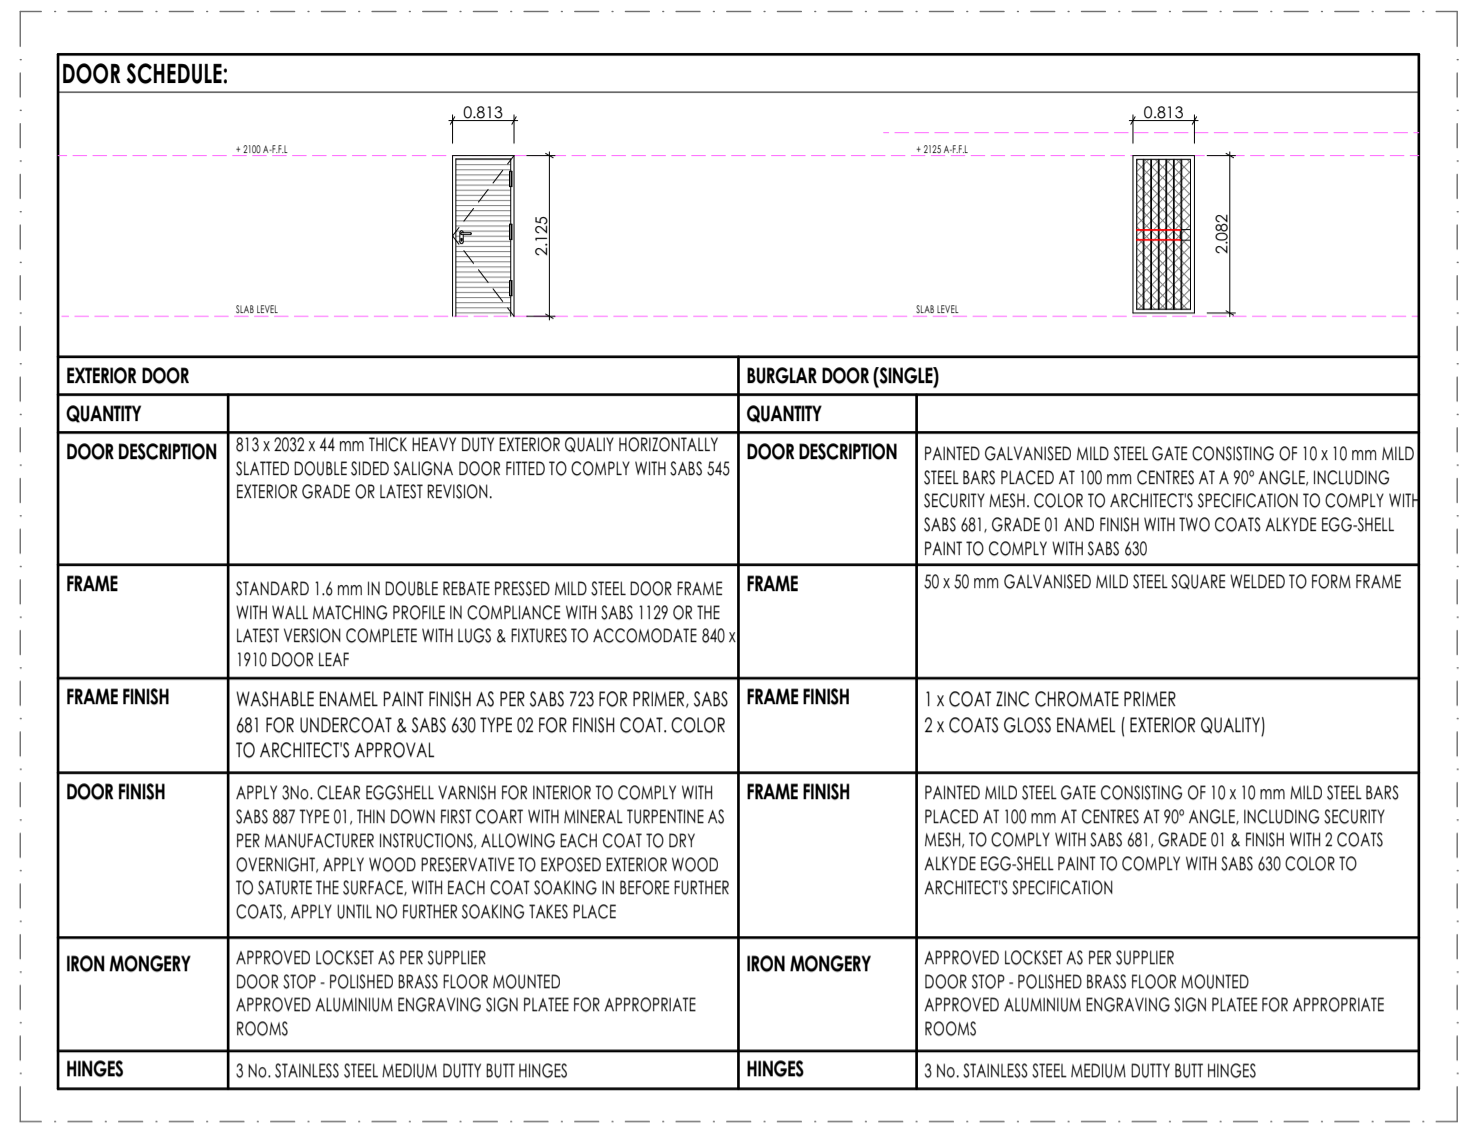 DOOR SCHEDULE:
0.813
0.813
+ 2100 A-F.F.L
+ 2125 A-F.F.L
2.125
2.082
SLAB LEVEL
SLAB LEVEL
EXTERIOR DOOR
QUANTITY
DOOR DESCRIPTION
813 x 2032 x 44 mm THICK HEAVY DUTY EXTERIOR QUALIY HORIZONTALLY
SLATTED DOUBLE SIDED SALIGNA DOOR FITTED TO COMPLY WITH SABS 545
EXTERIOR GRADE OR LATEST REVISION.
FRAME
STANDARD 1.6 mm IN DOUBLE REBATE PRESSED MILD STEEL DOOR FRAME
WITH WALL MATCHING PROFILE IN COMPLIANCE WITH SABS 1129 OR THE
LATEST VERSION COMPLETE WITH LUGS & FIXTURES TO ACCOMODATE 840 x
1910 DOOR LEAF
FRAME FINISH
WASHABLE ENAMEL PAINT FINISH AS PER SABS 723 FOR PRIMER, SABS
681 FOR UNDERCOAT & SABS 630 TYPE 02 FOR FINISH COAT. COLOR
TO ARCHITECT'S APPROVAL
DOOR FINISH
APPLY 3No. CLEAR EGGSHELL VARNISH FOR INTERIOR TO COMPLY WITH
SABS 887 TYPE 01, THIN DOWN FIRST COART WITH MINERAL TURPENTINE AS
PER MANUFACTURER INSTRUCTIONS, ALLOWING EACH COAT TO DRY
OVERNIGHT, APPLY WOOD PRESERVATIVE TO EXPOSED EXTERIOR WOOD
TO SATURTE THE SURFACE, WITH EACH COAT SOAKING IN BEFORE FURTHER
COATS, APPLY UNTIL NO FURTHER SOAKING TAKES PLACE
IRON MONGERY
APPROVED LOCKSET AS PER SUPPLIER
DOOR STOP - POLISHED BRASS FLOOR MOUNTED
APPROVED ALUMINIUM ENGRAVING SIGN PLATEE FOR APPROPRIATE
ROOMS
HINGES
3 No. STAINLESS STEEL MEDIUM DUTTY BUTT HINGES
BURGLAR DOOR (SINGLE)
QUANTITY
DOOR DESCRIPTION
PAINTED GALVANISED MILD STEEL GATE CONSISTING OF 10 x 10 mm MILD
STEEL BARS PLACED AT 100 mm CENTRES AT A 90° ANGLE, INCLUDING
SECURITY MESH. COLOR TO ARCHITECT'S SPECIFICATION TO COMPLY WITH
SABS 681, GRADE 01 AND FINISH WITH TWO COATS ALKYDE EGG-SHELL
PAINT TO COMPLY WITH SABS 630
FRAME
50 x 50 mm GALVANISED MILD STEEL SQUARE WELDED TO FORM FRAME
FRAME FINISH
1 x COAT ZINC CHROMATE PRIMER
2 x COATS GLOSS ENAMEL ( EXTERIOR QUALITY)
FRAME FINISH
PAINTED MILD STEEL GATE CONSISTING OF 10 x 10 mm MILD STEEL BARS
PLACED AT 100 mm AT CENTRES AT 90° ANGLE, INCLUDING SECURITY
MESH, TO COMPLY WITH SABS 681, GRADE 01 & FINISH WITH 2 COATS
ALKYDE EGG-SHELL PAINT TO COMPLY WITH SABS 630 COLOR TO
ARCHITECT'S SPECIFICATION
IRON MONGERY
APPROVED LOCKSET AS PER SUPPLIER
DOOR STOP - POLISHED BRASS FLOOR MOUNTED
APPROVED ALUMINIUM ENGRAVING SIGN PLATEE FOR APPROPRIATE
ROOMS
HINGES
3 No. STAINLESS STEEL MEDIUM DUTTY BUTT HINGES